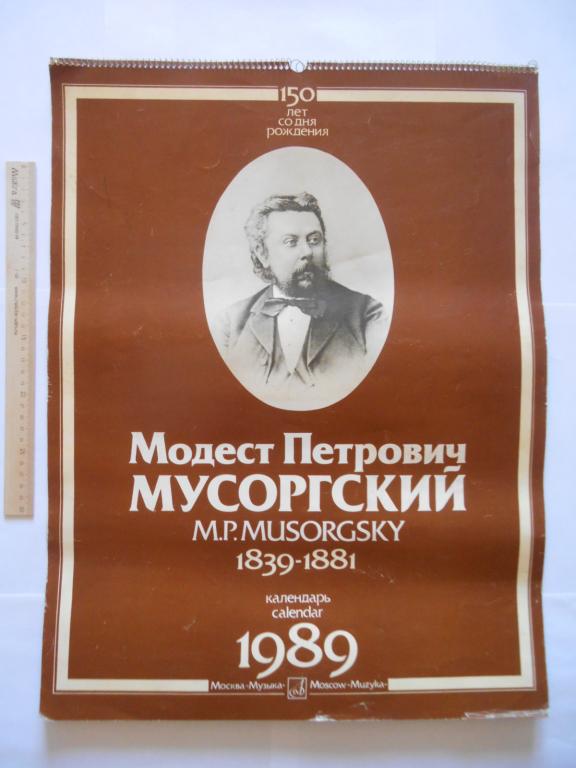 150
лет
со дня
рождения
Модест Петрович
МУСОРГСКИЙ
M.P. MUSORGSKY
1839-1881
календарь
calendar
1989
Москва «Музыка» Moscow «Muzyka»